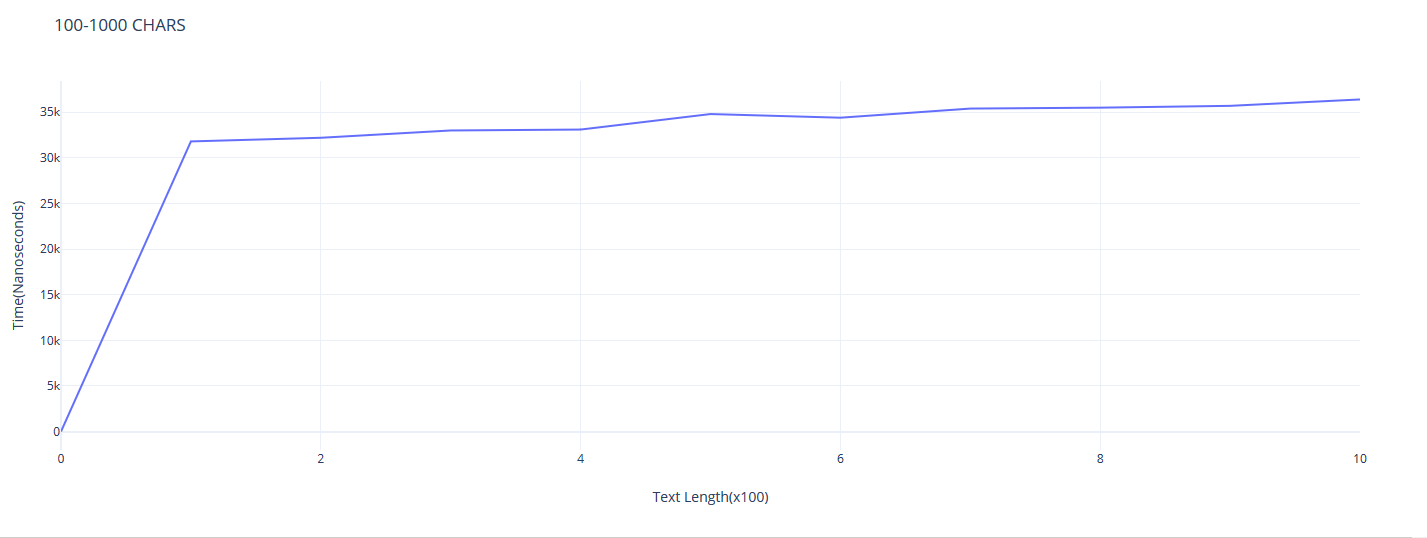 100-1000 CHARS
35k
30k
25k
20k
15k
10k
5k
0
Time(Nanoseconds)
0 2 4 6 8 10
Text Length(x100)